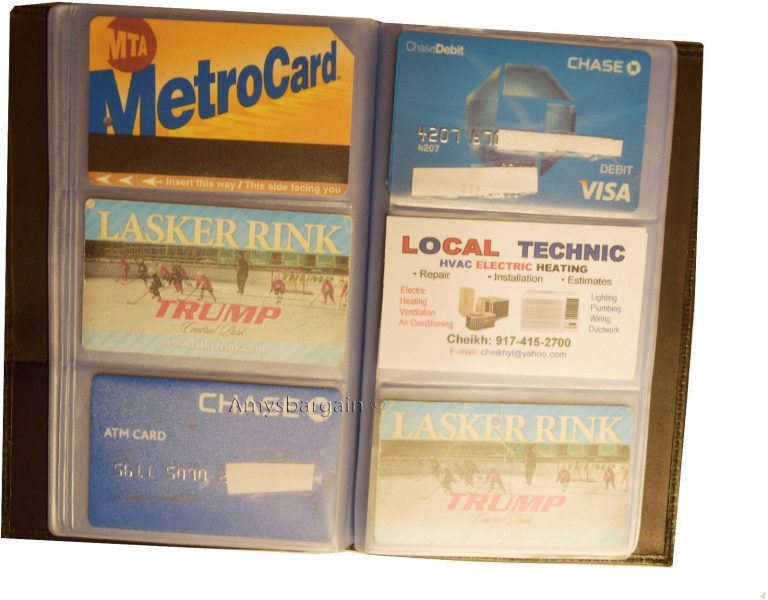 MTA
MetroCard
Insert this way / This side facing you
LASKER RINK
TRUMP
Central Park
www.laskerrink.com
CHASE
ATM CARD
Amysbargain ©
ChaseDebit
CHASE
4207
4207
DEBIT
VISA
LOCAL TECHNIC
HVAC ELECTRIC HEATING
• Repair • Installation • Estimates
Electric
Heating
Ventilation
Air Conditioning
Lighting
Plumbing
Wiring
Ductwork
Cheikh: 917-415-2700
E-mail: cheikhyl@yahoo.com
LASKER RINK
TRUMP
Central Park